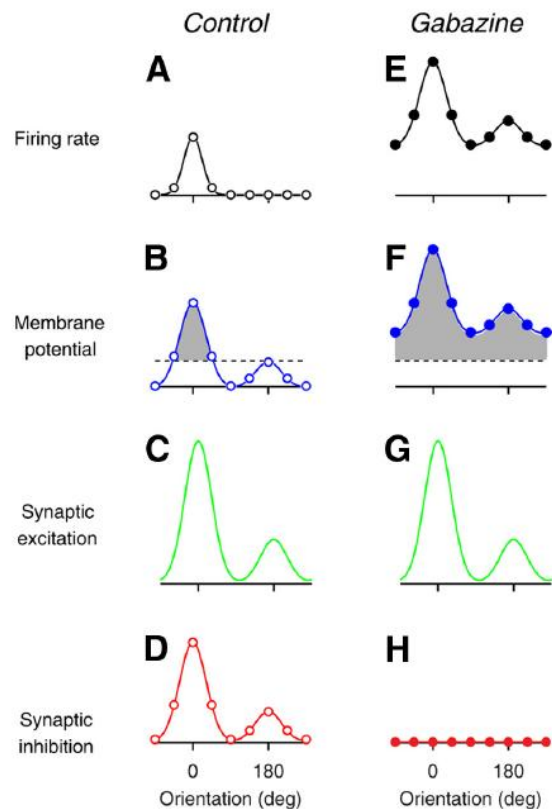 Control
Gabazine
A
E
Firing rate
B
F
Membrane
potential
C
G
Synaptic
excitation
D
H
Synaptic
inhibition
0 180
0 180
Orientation (deg)
Orientation (deg)